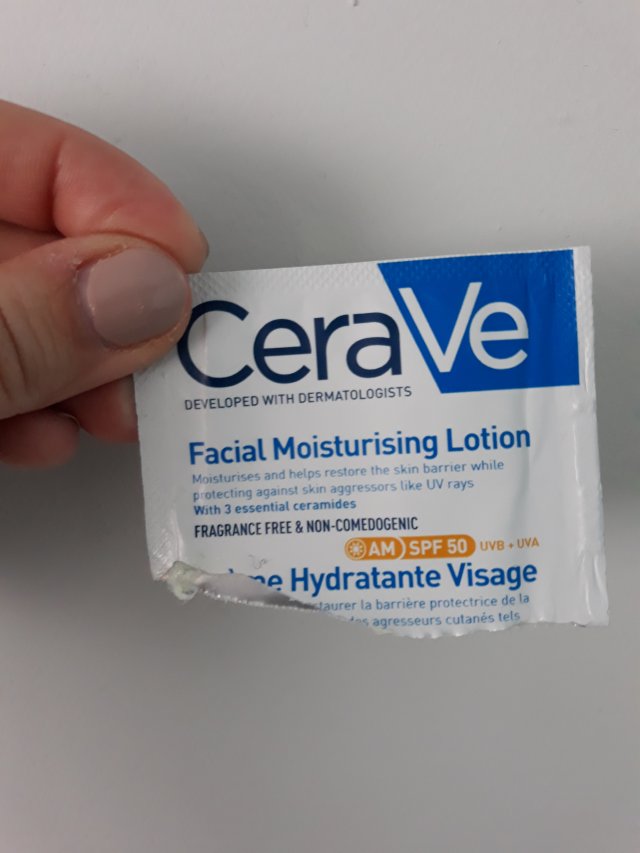 CeraVe
DEVELOPED WITH DERMATOLOGISTS
Facial Moisturising Lotion
Moisturises and helps restore the skin barrier while
protecting against skin aggressors like UV rays
With 3 essential ceramides
FRAGRANCE FREE & NON-COMEDOGENIC
AM SPF 50 UVB + UVA
Hydratante Visage
la barrière protectrice de la
agresseurs cutanés tels